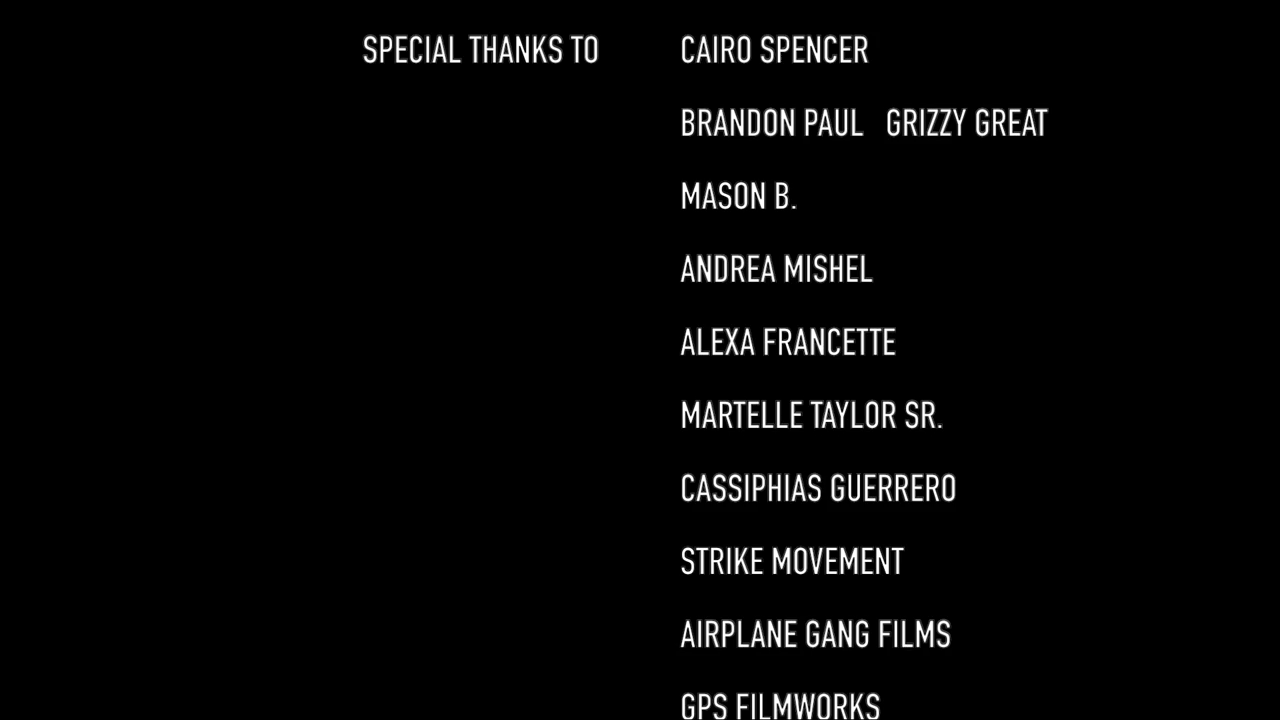 SPECIAL THANKS TO CAIRO SPENCER
BRANDON PAUL GRIZZY GREAT
MASON B.
ANDREA MISHEL
ALEXA FRANCETTE
MARTELLE TAYLOR SR.
CASSIPHIAS GUERRERO
STRIKE MOVEMENT
AIRPLANE GANG FILMS
GPS FILMWORKS